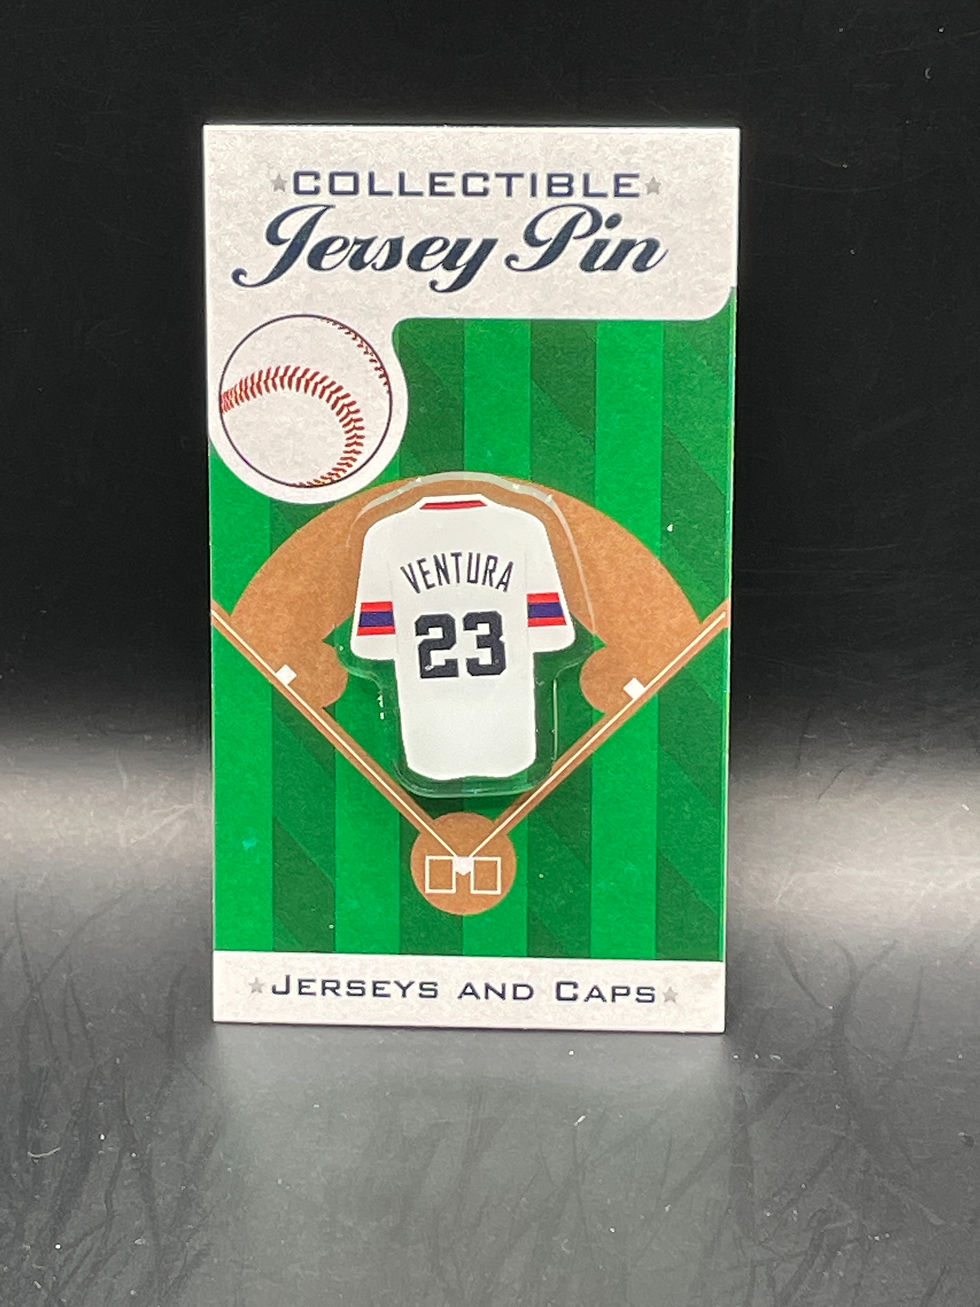 COLLECTIBLE
Jersey Pin
VENTURA
23
JERSEYS AND CAPS